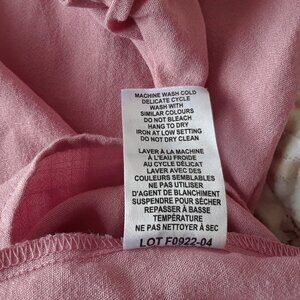 MACHINE WASH COLD
DELICATE CYCLE
WASH WITH
SIMILAR COLOURS
DO NOT BLEACH
HANG TO DRY
IRON AT LOW SETTING
DO NOT DRY CLEAN
LAVER À LA MACHINE
À L'EAU FROIDE
AU CYCLE DÉLICAT
LAVER AVEC DES
COULEURS SEMBLABLES
NE PAS UTILISER
D'AGENT DE BLANCHIMENT
SUSPENDRE POUR SÉCHER
REPASSER À BASSE
TEMPÉRATURE
NE PAS NETTOYER À SEC
LOT F0922-04